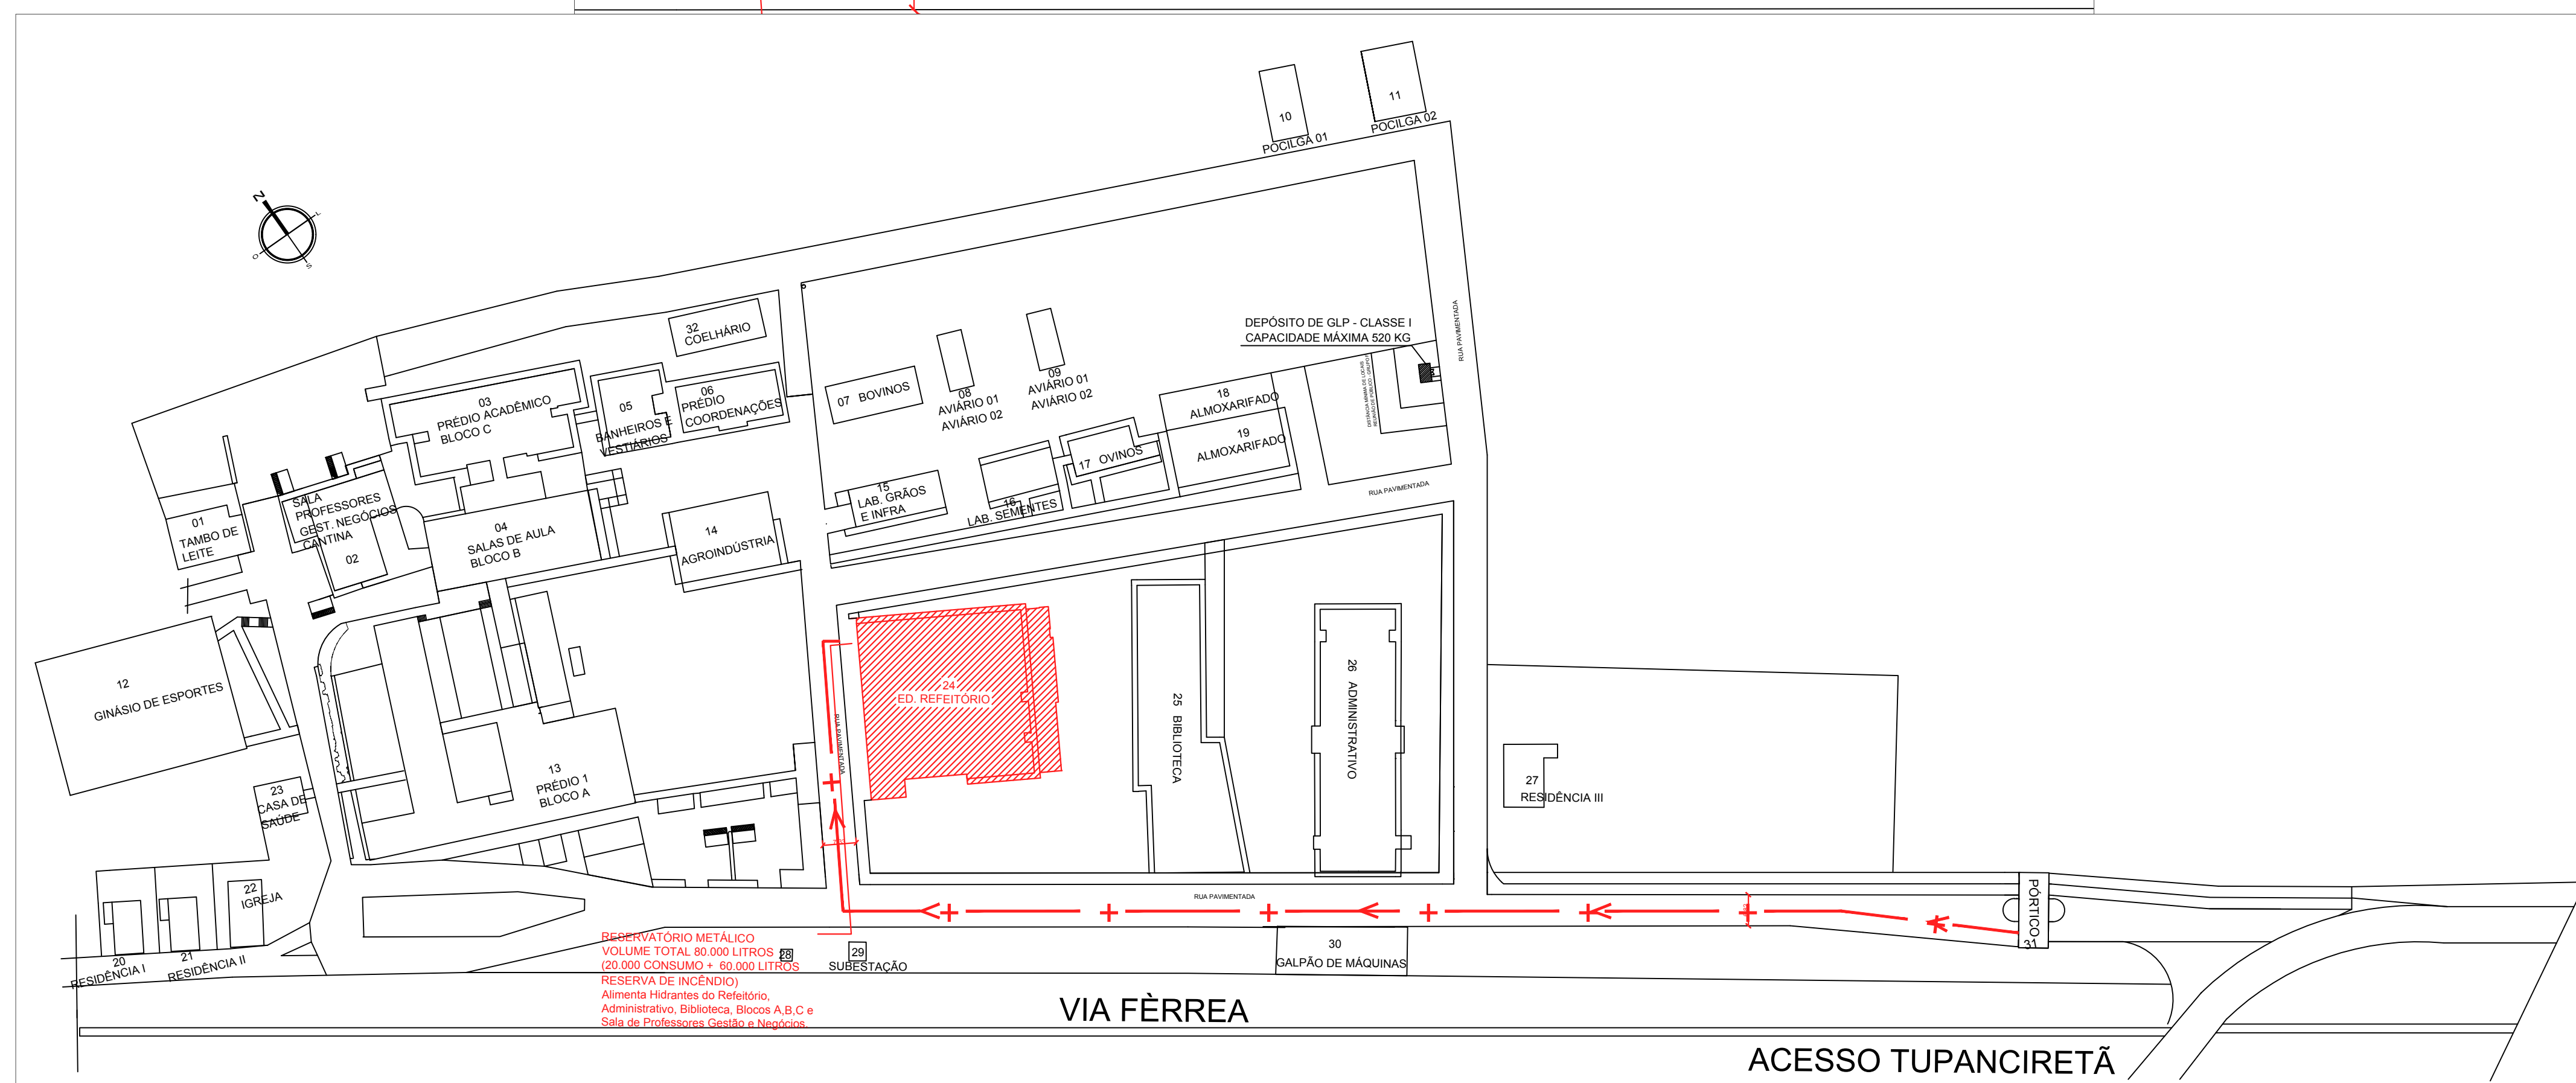 10
POCILGA 01
11
POCILGA 02
N
L
O
S
DEPÓSITO DE GLP - CLASSE I
CAPACIDADE MÁXIMA 520 KG
RUA PAVIMENTADA
32
COELHÁRIO
03
PRÉDIO ACADÊMICO
BLOCO C
05
BANHEIROS E
VESTIÁRIOS
06
PRÉDIO
COORDENAÇÕES
07 BOVINOS
08
AVIÁRIO 01
AVIÁRIO 02
09
AVIÁRIO 01
AVIÁRIO 02
18
ALMOXARIFADO
19
ALMOXARIFADO
17 OVINOS
RUA PAVIMENTADA
15
LAB. GRÃOS
E INFRA
16
LAB. SEMENTES
01
TAMBO DE
LEITE
SALA
PROFESSORES
GEST. NEGÓCIOS
CANTINA
02
04
SALAS DE AULA
BLOCO B
14
AGROINDÚSTRIA
12
GINÁSIO DE ESPORTES
13
PRÉDIO 1
BLOCO A
RUA PAVIMENTADA
24
ED. REFEITÓRIO
25 BIBLIOTECA
26 ADMINISTRATIVO
27
RESIDÊNCIA III
23
CASA DE
SAÚDE
22
IGREJA
20
RESIDÊNCIA I
21
RESIDÊNCIA II
RUA PAVIMENTADA
PÓRTICO
31
RESERVATÓRIO METÁLICO
VOLUME TOTAL 80.000 LITROS
(20.000 CONSUMO + 60.000 LITROS
RESERVA DE INCÊNDIO)
Alimenta Hidrantes do Refeitório,
Administrativo, Biblioteca, Blocos A,B,C e
Sala de Professores Gestão e Negócios.
28
29
SUBESTAÇÃO
30
GALPÃO DE MÁQUINAS
VIA FÈRREA
ACESSO TUPANCIRETÃ